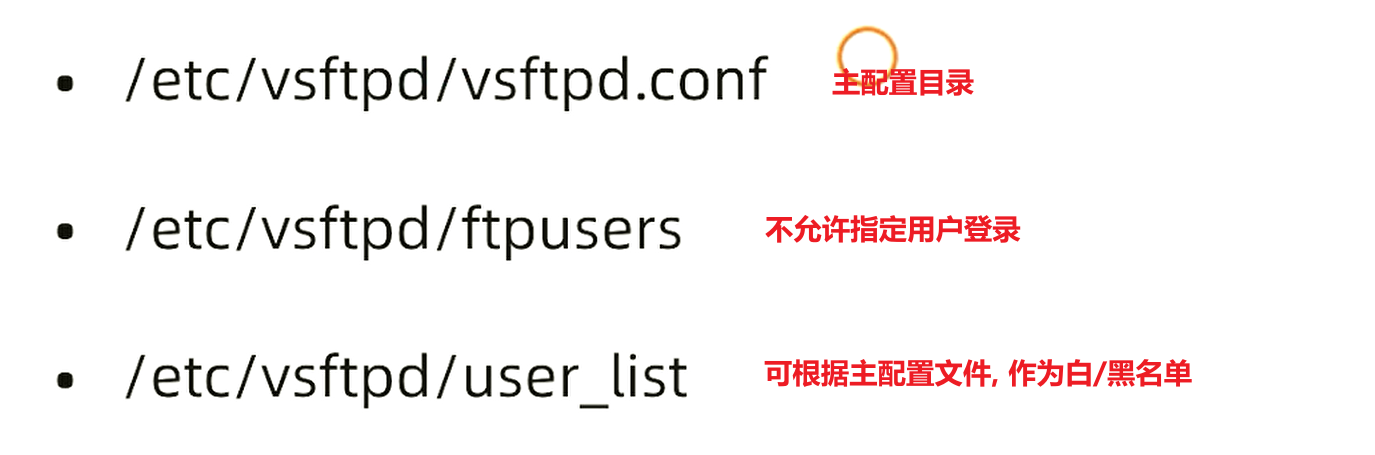 • /etc/vsftpd/vsftpd.conf 主配置目录
• /etc/vsftpd/ftpusers 不允许指定用户登录
• /etc/vsftpd/user_list 可根据主配置文件, 作为白/黑名单